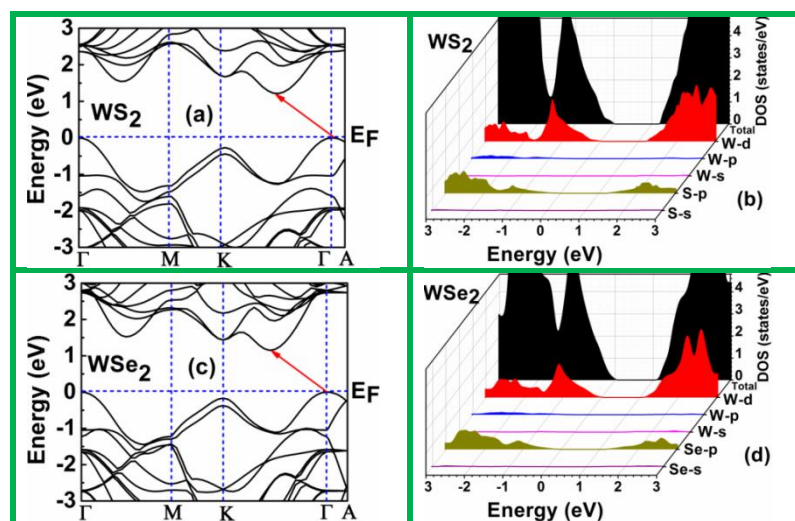 3
2
1
0
-1
-2
-3
Energy (eV)
WS2
(a)
EF
Γ M K Γ A
WS2
4
3
2
1
0
DOS (states/eV)
Total
W-d
W-p
W-s
S-p
S-s
(b)
3 -2 -1 0 1 2 3
Energy (eV)
3
2
1
0
-1
-2
-3
Energy (eV)
WSe2
(c)
EF
Γ M K Γ A
WSe2
4
3
2
1
0
DOS (states/eV)
Total
W-d
W-p
W-s
Se-p
Se-s
(d)
-3 -2 -1 0 1 2 3
Energy (eV)